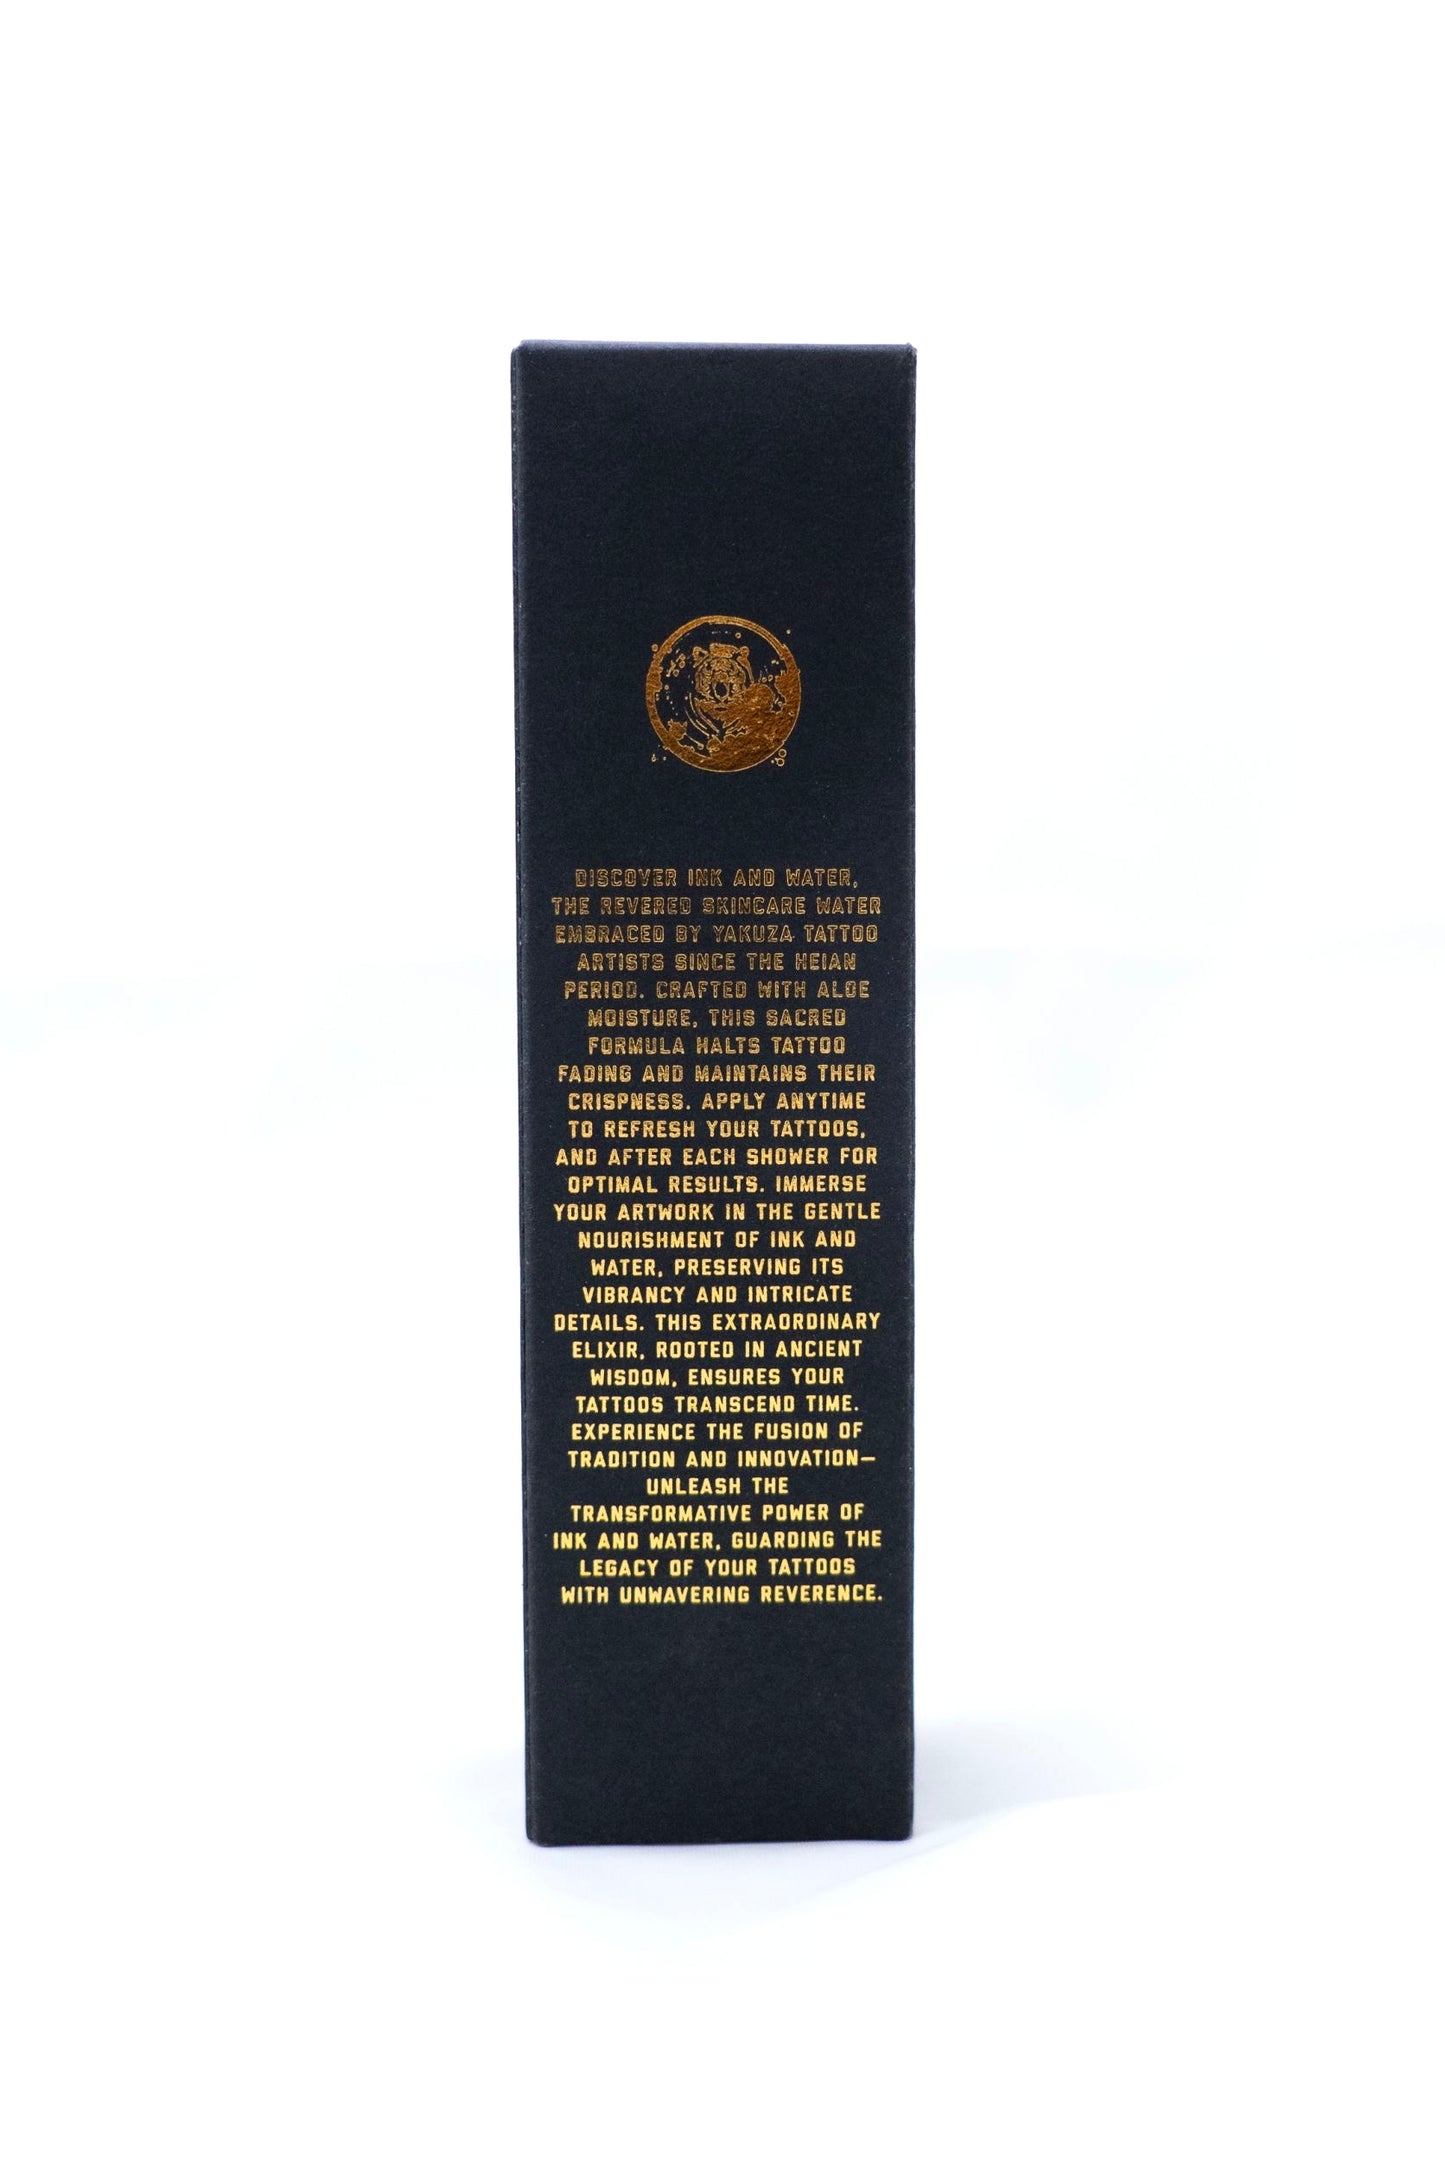 DISCOVER INK AND WATER,
THE REVERED SKINCARE WATER
EMBRACED BY YAKUZA TATTOO
ARTISTS SINCE THE HEIAN
PERIOD. CRAFTED WITH ALOE
MOISTURE, THIS SACRED
FORMULA HALTS TATTOO
FADING AND MAINTAINS THEIR
CRISPNESS. APPLY ANYTIME
TO REFRESH YOUR TATTOOS,
AND AFTER EACH SHOWER FOR
OPTIMAL RESULTS. IMMERSE
YOUR ARTWORK IN THE GENTLE
NOURISHMENT OF INK AND
WATER, PRESERVING ITS
VIBRANCY AND INTRICATE
DETAILS. THIS EXTRAORDINARY
ELIXIR, ROOTED IN ANCIENT
WISDOM, ENSURES YOUR
TATTOOS TRANSCEND TIME.
EXPERIENCE THE FUSION OF
TRADITION AND INNOVATION—
UNLEASH THE
TRANSFORMATIVE POWER OF
INK AND WATER, GUARDING THE
LEGACY OF YOUR TATTOOS
WITH UNWAVERING REVERENCE.